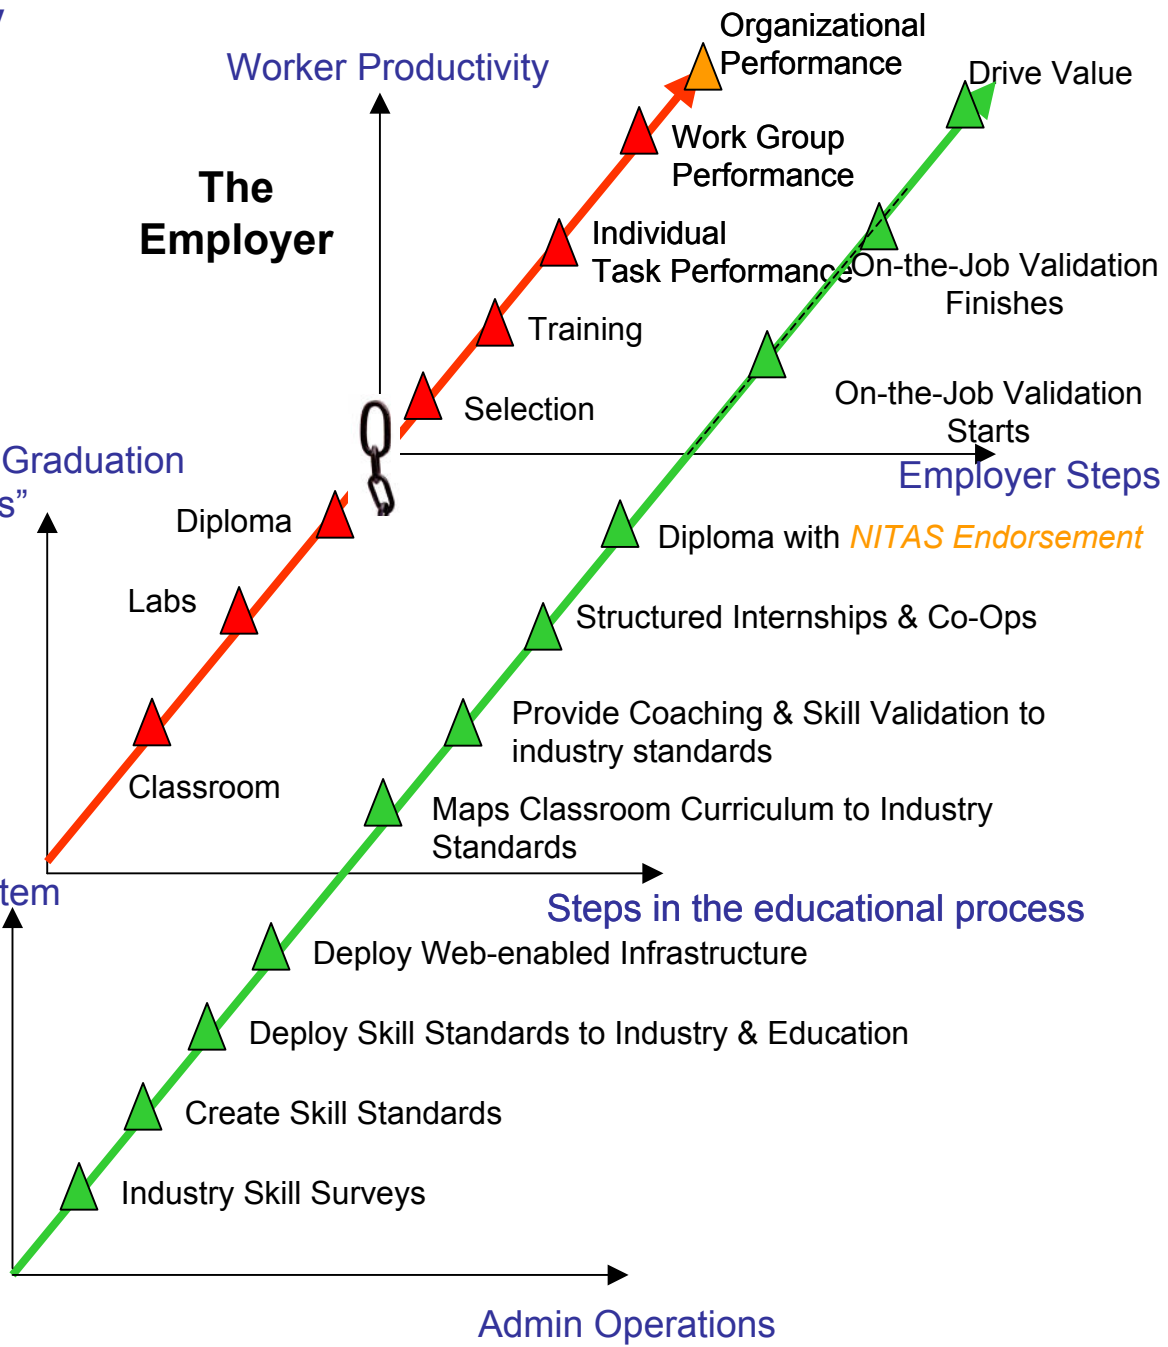 Organizational
Performance
Worker Productivity
Drive Value
Work Group
Performance
The
Employer
Individual
Task Performance
On-the-Job Validation
Finishes
Training
On-the-Job Validation
Starts
Selection
Graduation
s”
Employer Steps
Diploma
Diploma with NITAS Endorsement
Labs
Structured Internships & Co-Ops
Provide Coaching & Skill Validation to
industry standards
Classroom
Maps Classroom Curriculum to Industry
Standards
tem
Steps in the educational process
Deploy Web-enabled Infrastructure
Deploy Skill Standards to Industry & Education
Create Skill Standards
Industry Skill Surveys
Admin Operations